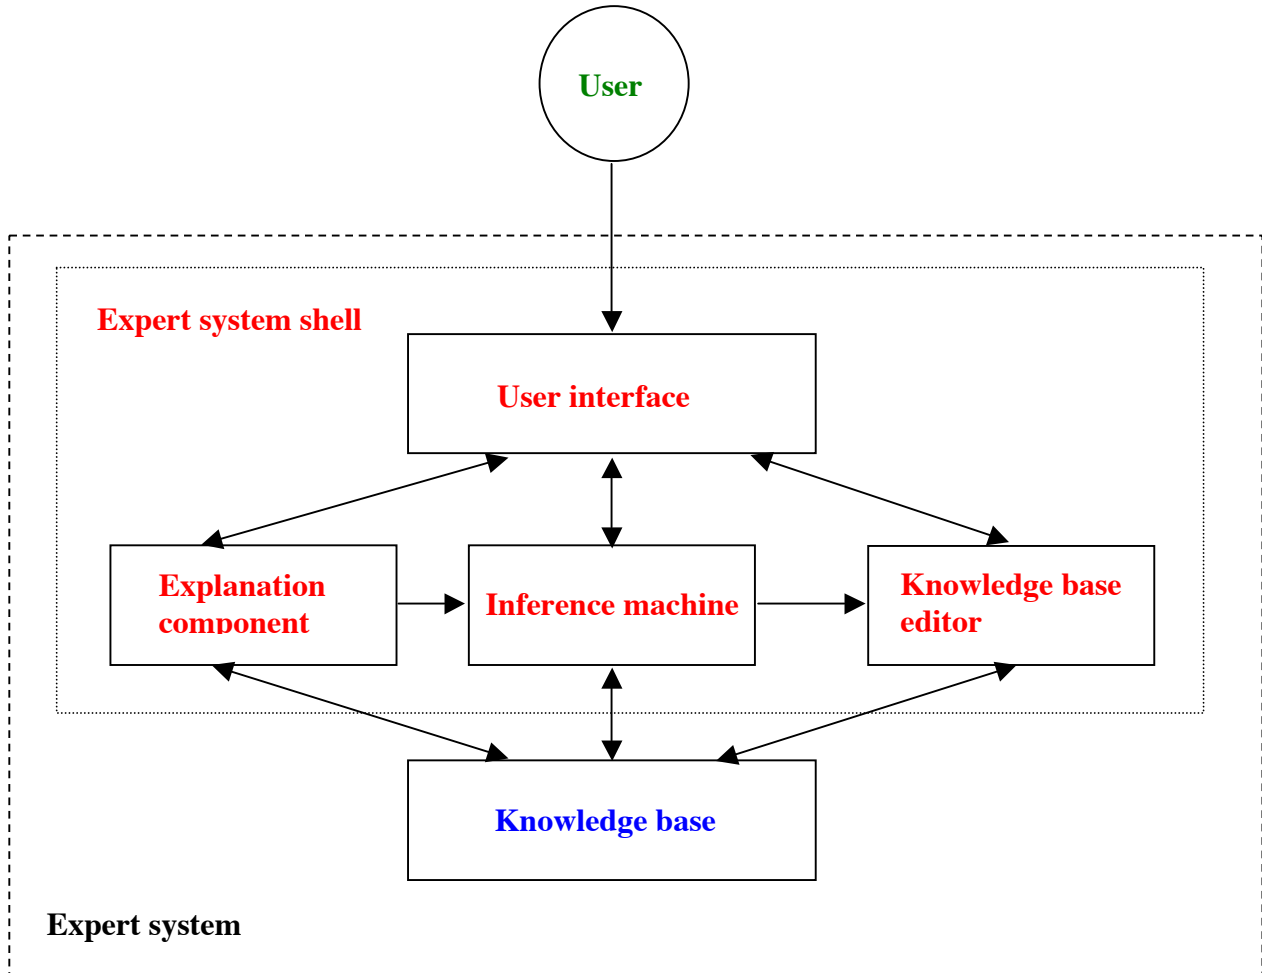 User
Expert system shell
User interface
Explanation
component
Inference machine
Knowledge base
editor
Knowledge base
Expert system